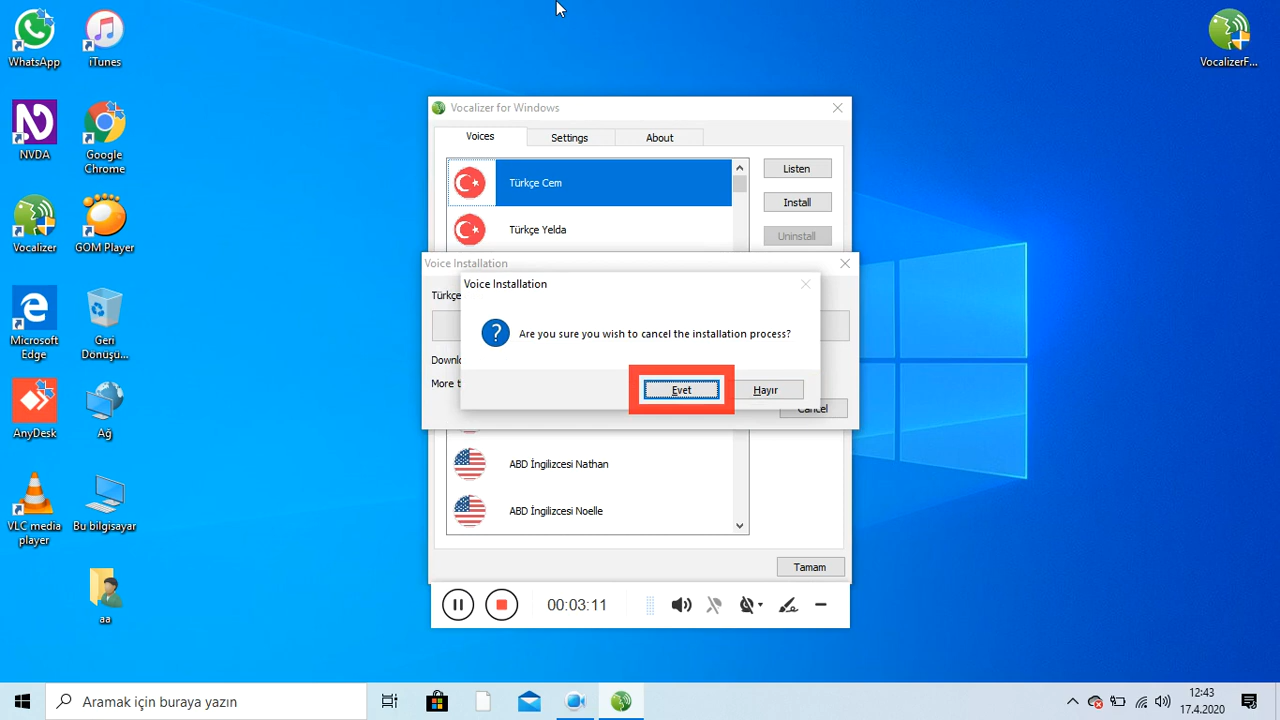 WhatsApp
iTunes
VocalizerF...
NVDA
Google
Chrome
Vocalizer
GOM Player
Microsoft
Edge
Geri
Dönüşü...
AnyDesk
Ağ
VLC media
player
Bu bilgisayar
aa
Vocalizer for Windows
Voices
Settings
About
Türkçe Cem
Türkçe Yelda
Listen
Install
Uninstall
Voice Installation
Türkçe
Voice Installation
Are you sure you wish to cancel the installation process?
Evet
Hayır
More t
Cancel
ABD İngilizcesi Nathan
ABD İngilizcesi Noelle
Tamam
00:03:11
Aramak için buraya yazın
12:43
17.4.2020